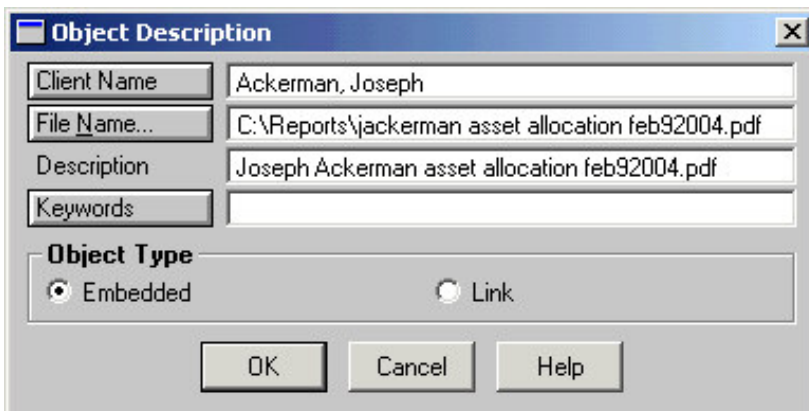 Object Description
Client Name Ackerman, Joseph
File Name... C:\Reports\jackerman asset allocation feb92004.pdf
Description Joseph Ackerman asset allocation feb92004.pdf
Keywords
Object Type
Embedded Link
OK Cancel Help